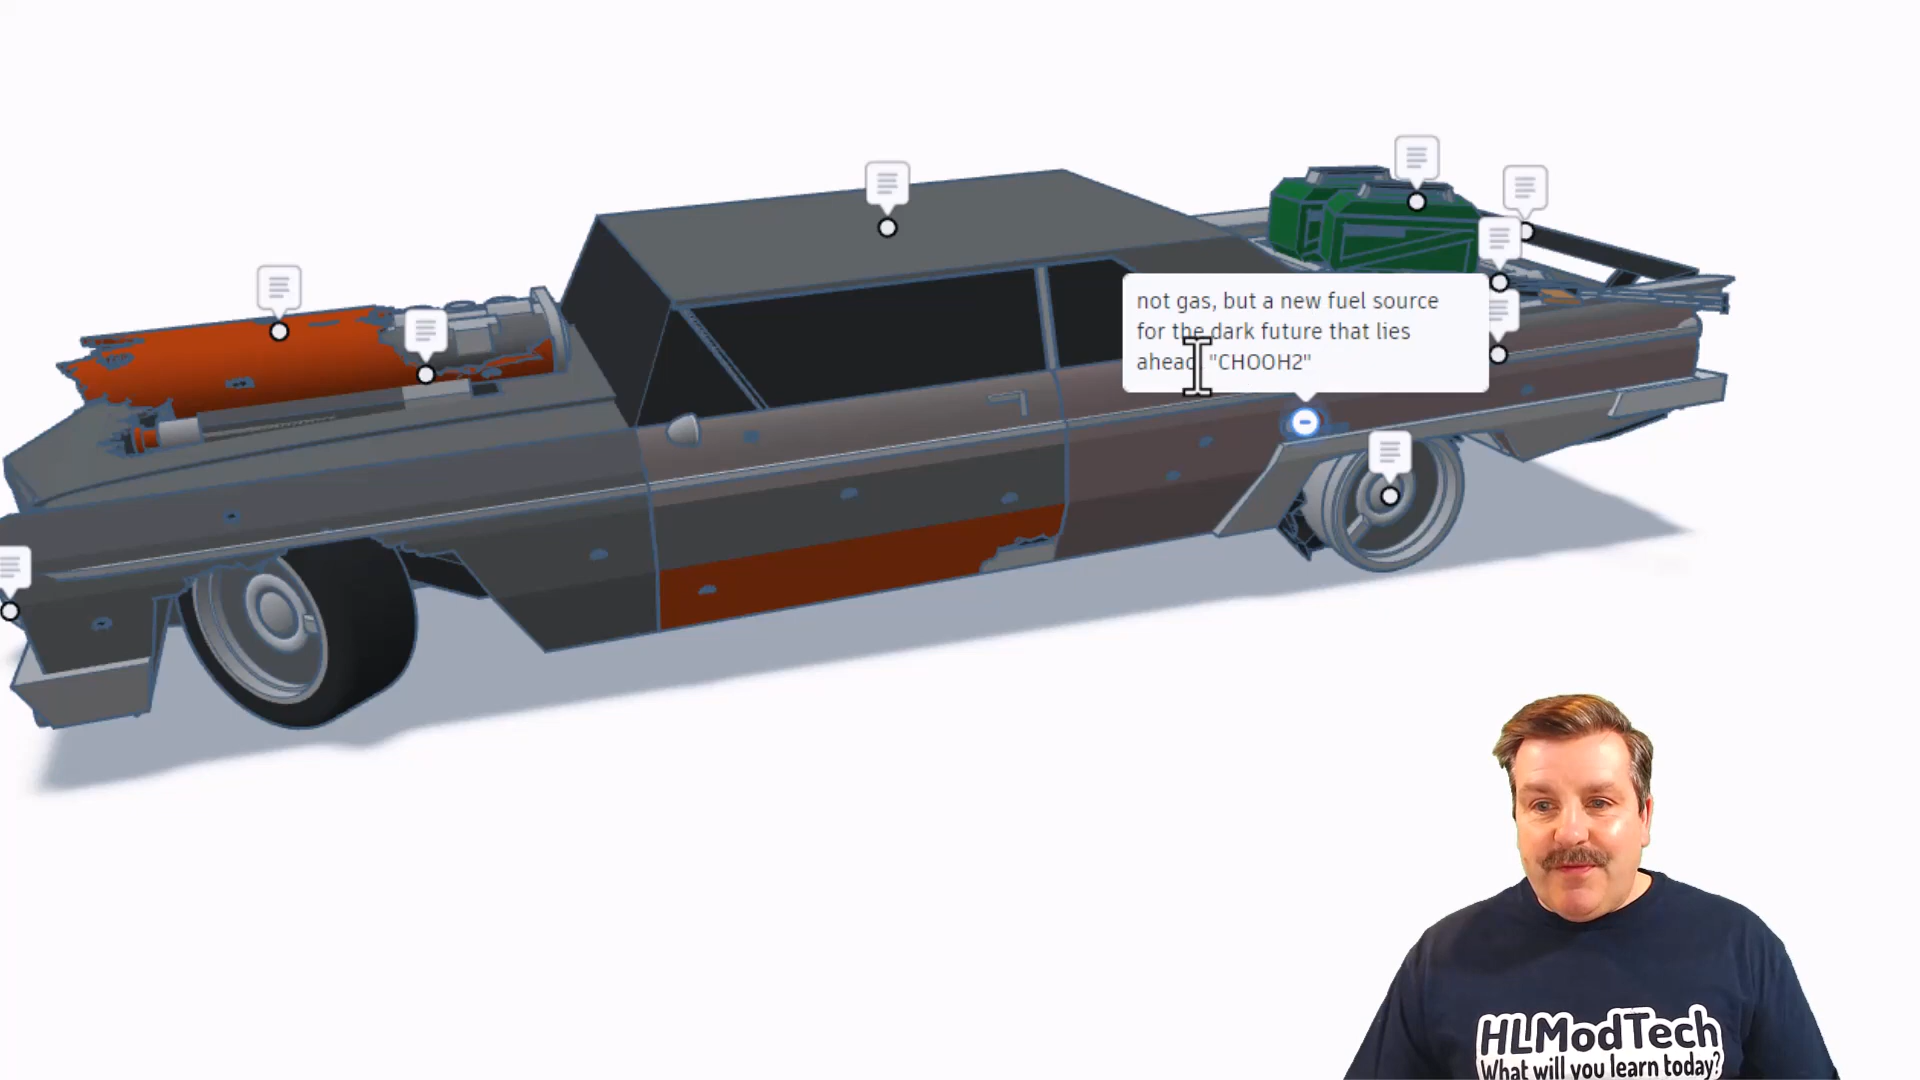 not gas, but a new fuel source
for the dark future that lies
ahead, "CHOOH2"
HLModTech
What will you learn today?